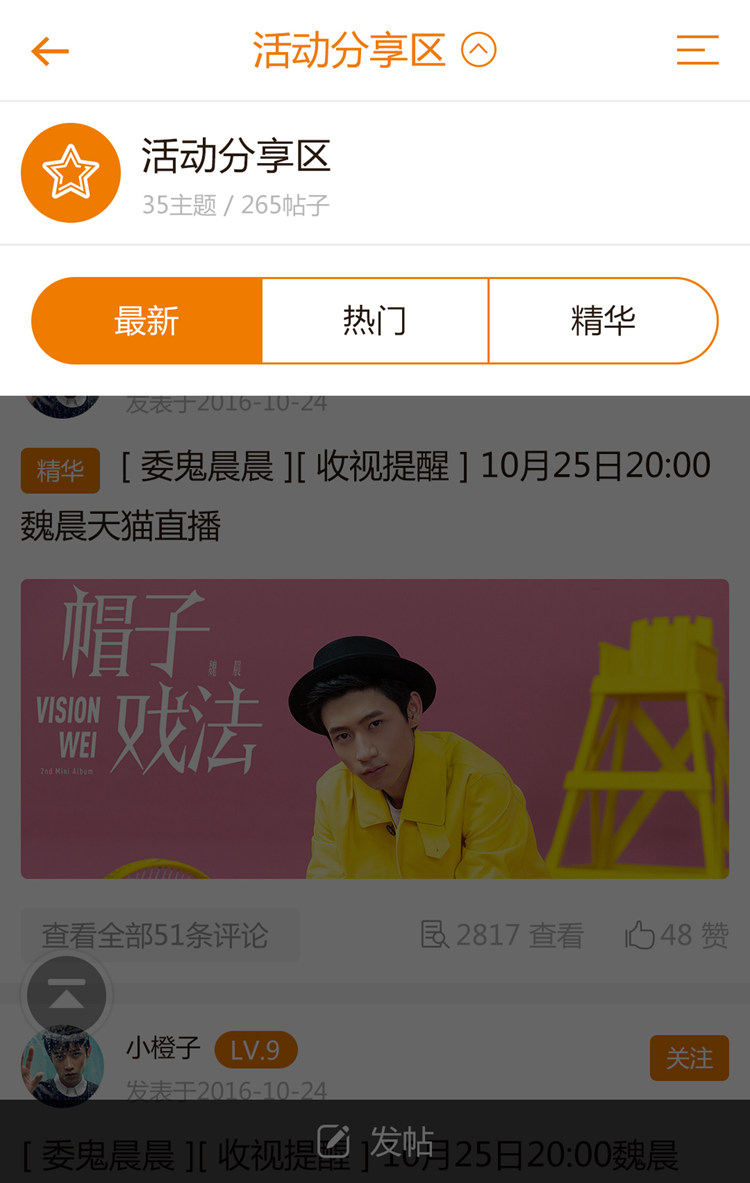 活动分享区
活动分享区
35主题 / 265帖子
最新 热门 精华
发表于2016-10-24
精华 [ 委鬼晨晨 ][ 收视提醒 ] 10月25日20:00
魏晨天猫直播
帽子
魏 晨
VISION
WEI
戏法
2nd Mini Album
查看全部51条评论 2817 查看 48 赞
小橙子 LV.9 关注
发表于2016-10-24
发帖
[ 委鬼晨晨 ][ 收视提醒 ] 10月25日20:00魏晨